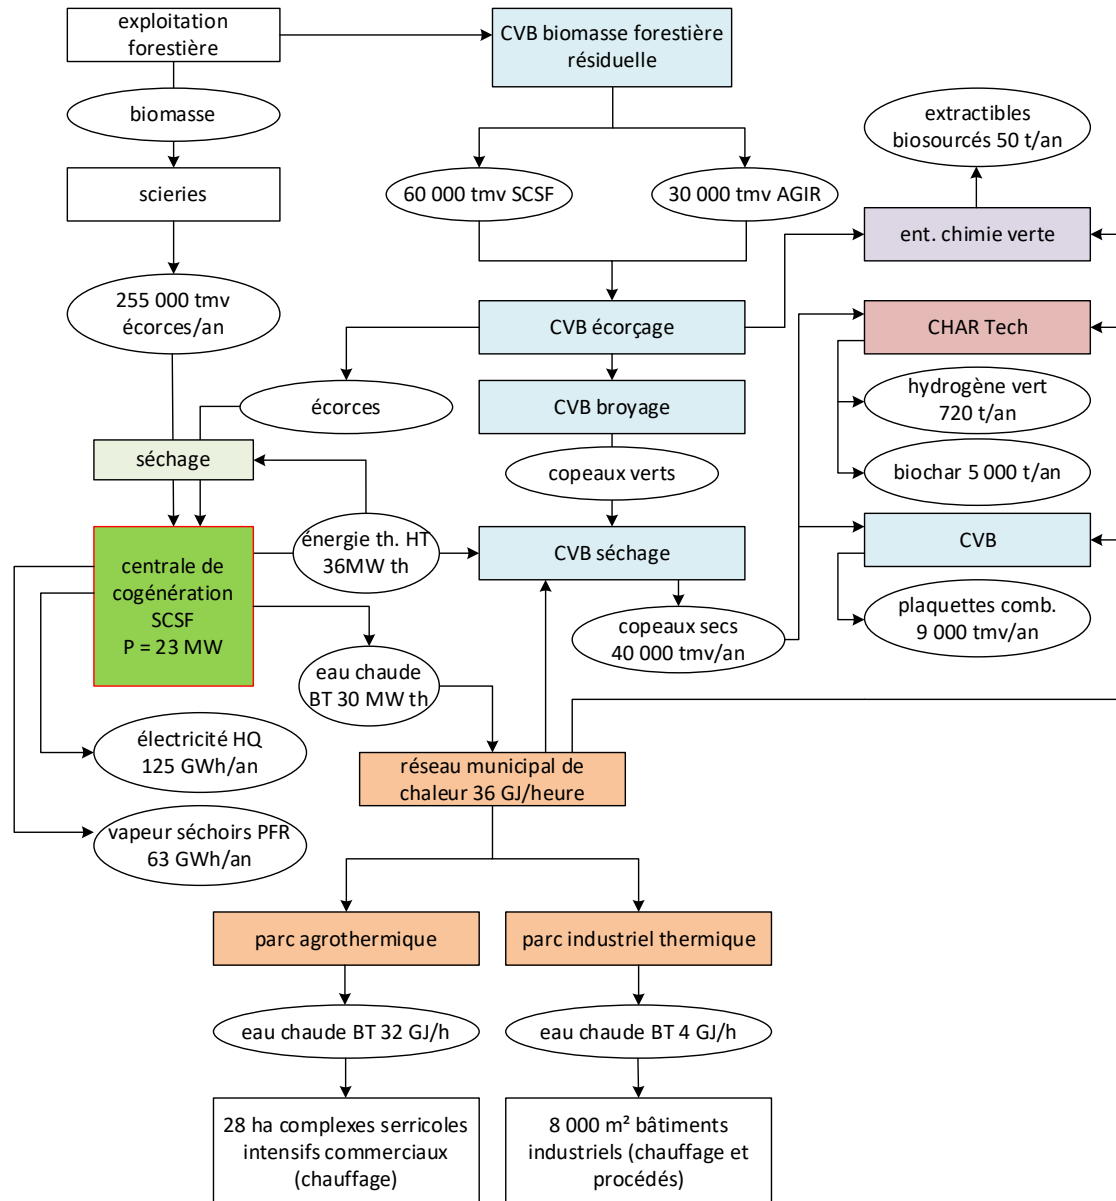 exploitation
forestière
CVB biomasse forestière
résiduelle
biomasse
extractibles
biosourcés 50 t/an
scieries
60 000 tmv SCSF
30 000 tmv AGIR
ent. chimie verte
255 000 tmv
écorces/an
CVB écorçage
CHAR Tech
écorces
CVB broyage
hydrogène vert
720 t/an
séchage
copeaux verts
biochar 5 000 t/an
centrale de
cogénération
SCSF
P = 23 MW
énergie th. HT
36MW th
CVB séchage
CVB
copeaux secs
40 000 tmv/an
plaquettes comb.
9 000 tmv/an
eau chaude
BT 30 MW th
électricité HQ
125 GWh/an
réseau municipal de
chaleur 36 GJ/heure
vapeur séchoirs PFR
63 GWh/an
parc agrothermique
parc industriel thermique
eau chaude BT 32 GJ/h
eau chaude BT 4 GJ/h
28 ha complexes serricoles
intensifs commerciaux
(chauffage)
8 000 m² bâtiments
industriels (chauffage et
procédés)